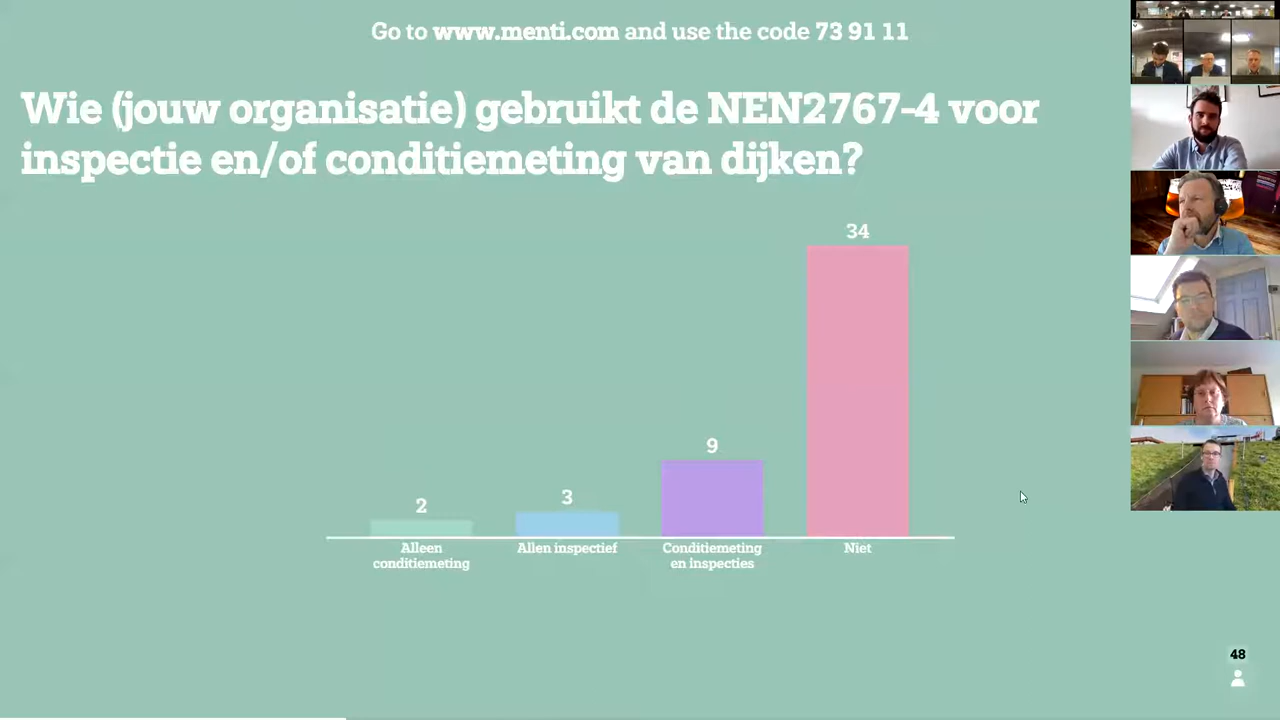 Go to www.menti.com and use the code 73 91 11
Wie (jouw organisatie) gebruikt de NEN2767-4 voor
inspectie en/of conditiemeting van dijken?
34
9
3
2
Alleen
conditiemeting
Allen inspectief
Conditiemeting
en inspecties
Niet
48